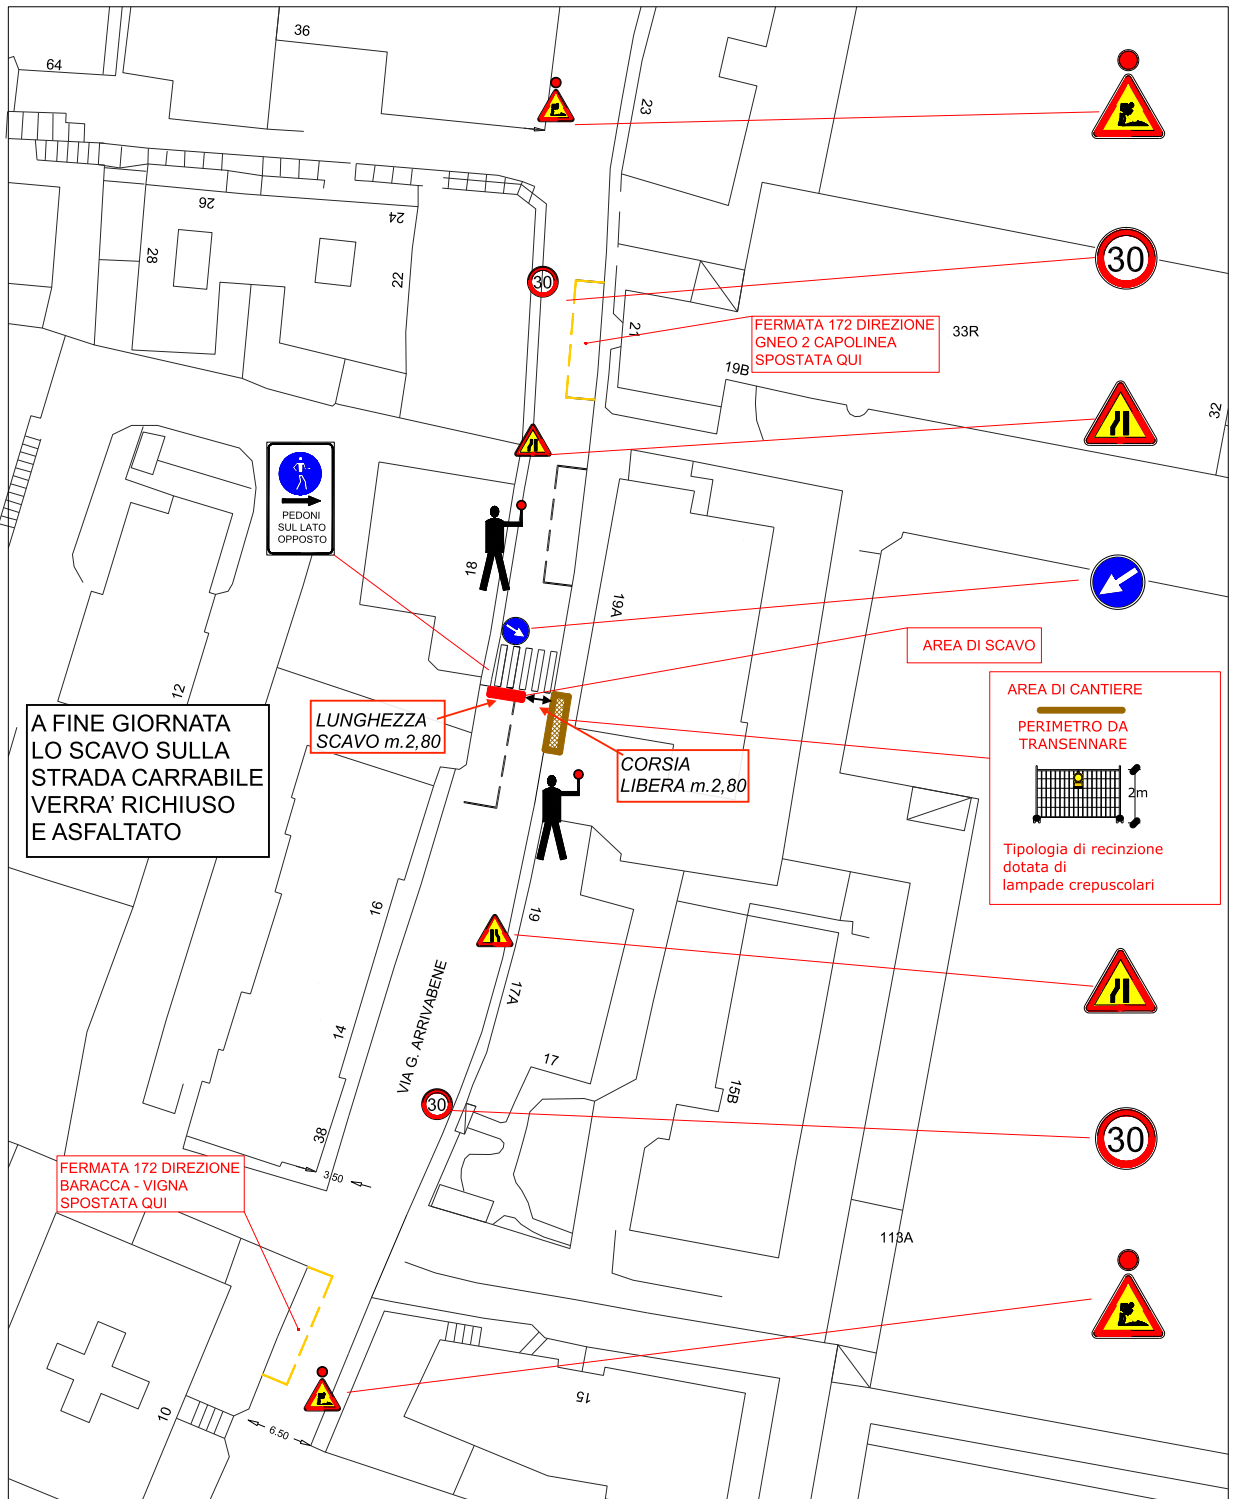 36
64
23
26
24
28
22
30
30
21
FERMATA 172 DIREZIONE
GNEO 2 CAPOLINEA
SPOSTATA QUI
33R
19B
32
PEDONI
SUL LATO
OPPOSTO
18
19A
AREA DI SCAVO
12
A FINE GIORNATA
LO SCAVO SULLA
STRADA CARRABILE
VERRA' RICHIUSO
E ASFALTATO
LUNGHEZZA
SCAVO m.2,80
CORSIA
LIBERA m.2,80
AREA DI CANTIERE
PERIMETRO DA
TRANSENNARE
2m
Tipologia di recinzione
dotata di
lampade crepuscolari
16
19
17A
VIA G. ARRIVABENE
14
17
15B
30
30
38
3.50
FERMATA 172 DIREZIONE
BARACCA - VIGNA
SPOSTATA QUI
113A
10
6.50
15